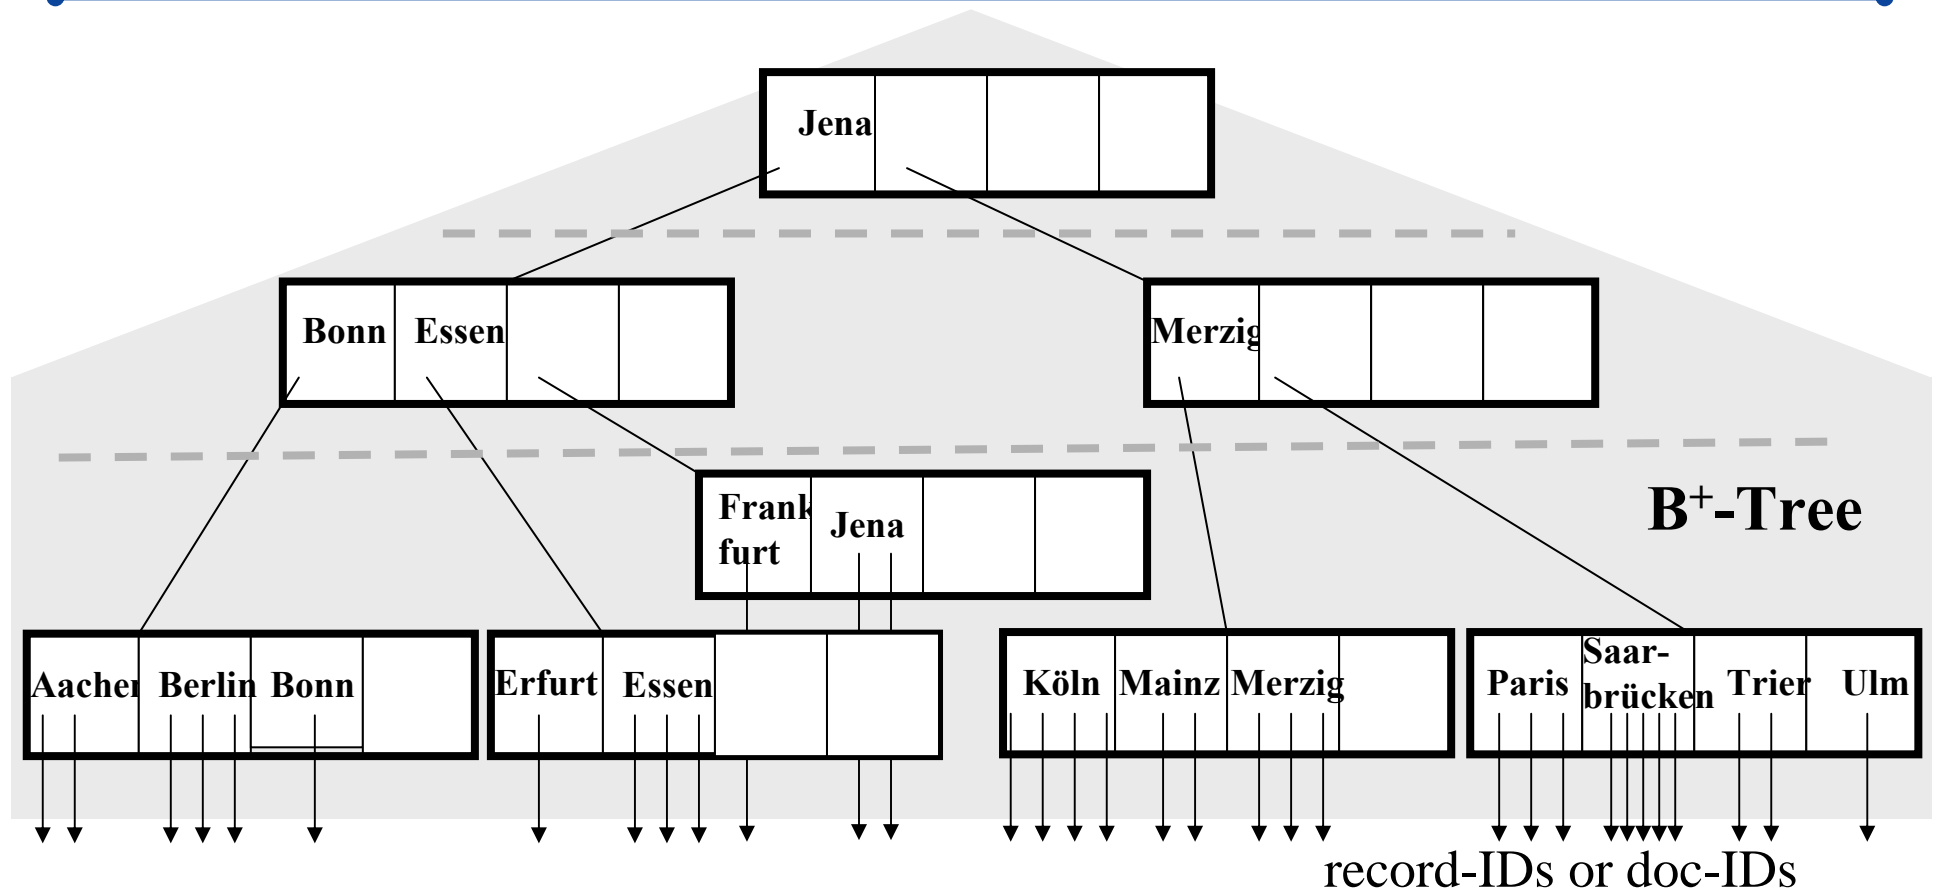 Jena
Bonn Essen
Merzig
Frank
furt
Jena
B⁺-Tree
Aachen Berlin Bonn
Erfurt Essen
Köln Mainz Merzig
Paris
Saar-
brücken
Trier Ulm
record-IDs or doc-IDs